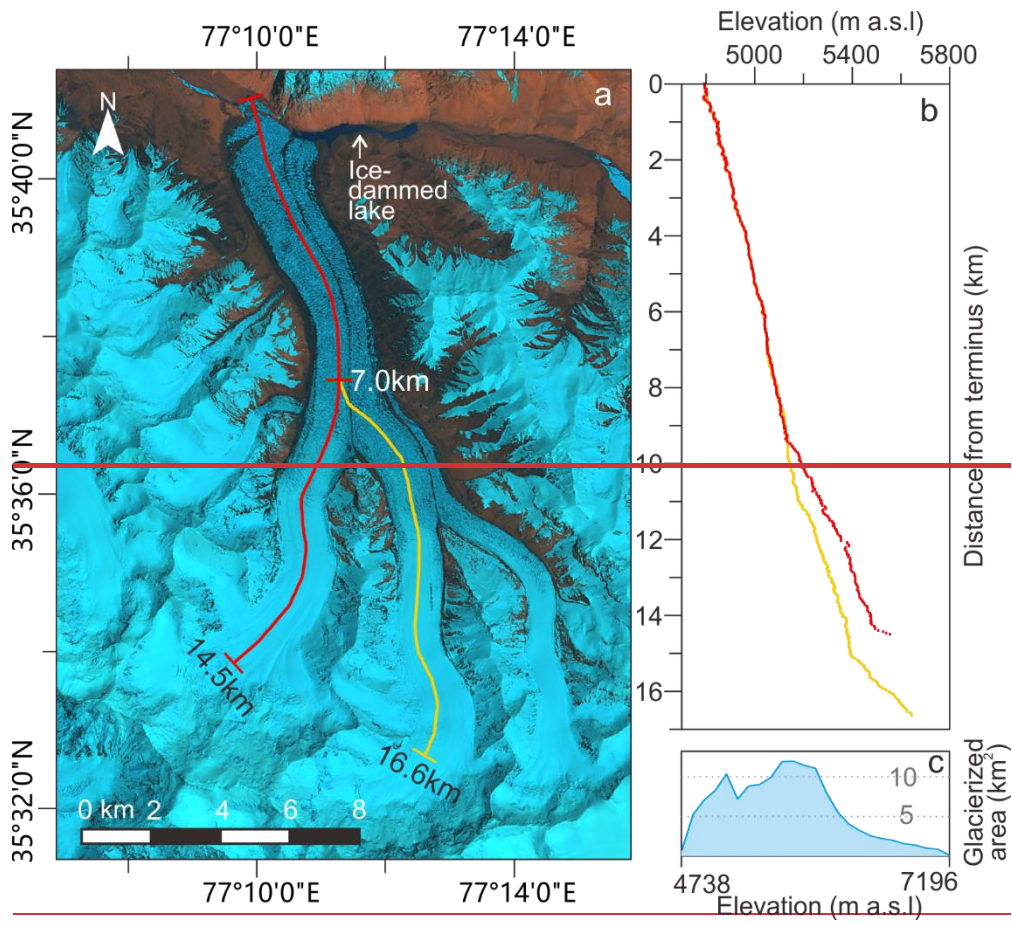 77°10'0"E
77°14'0"E
35°40'0"N
35°36'0"N
35°32'0"N
N
a
Ice-
dammed
lake
7.0km
14.5km
16.6km
0 km 2 4 6 8
77°10'0"E
77°14'0"E
Elevation (m a.s.l)
5000 5400 5800
b
0
2
4
6
8
10
12
14
16
Distance from terminus (km)
c
10
5
Glacierized
area (km²)
4738 7196
Elevation (m a.s.l)